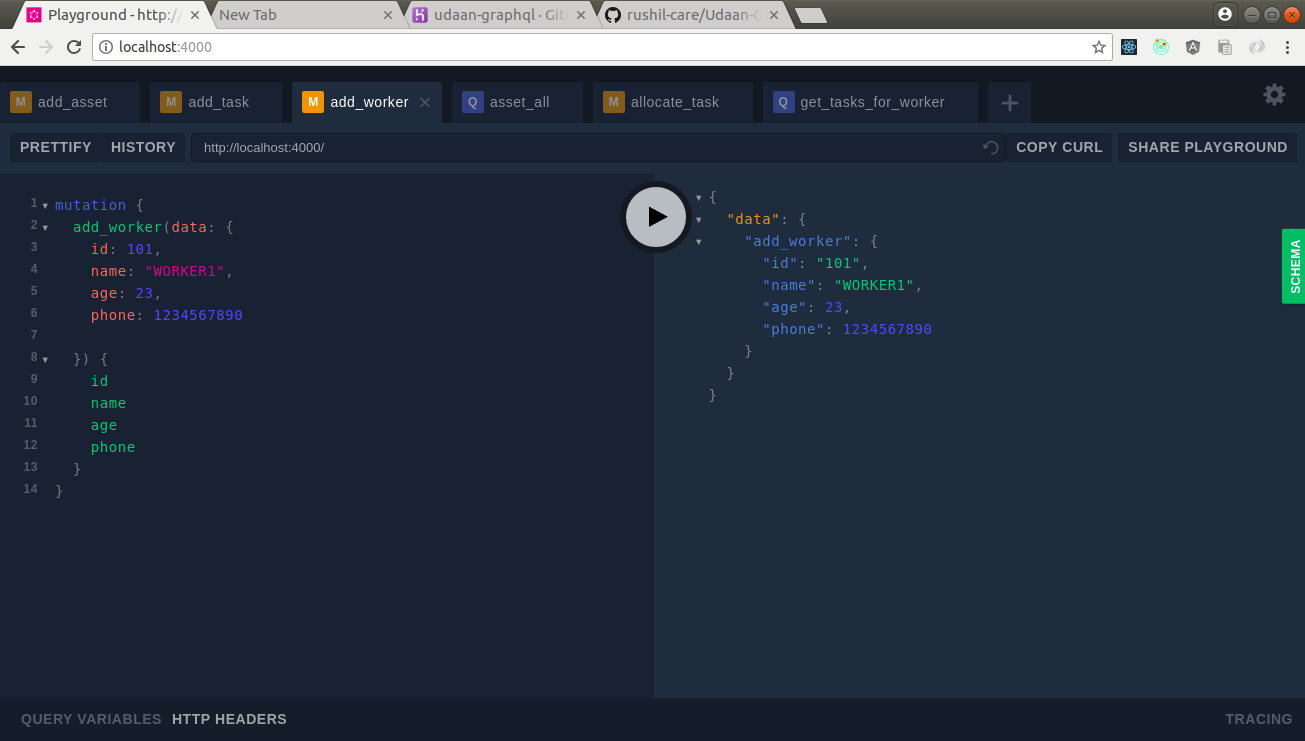 Playground - http:// New Tab udaan-graphql · Git rushil-care/Udaan-G
localhost:4000
M add_asset M add_task M add_worker Q asset_all M allocate_task Q get_tasks_for_worker
PRETTIFY HISTORY http://localhost:4000/ COPY CURL SHARE PLAYGROUND
1 mutation {
2 add_worker(data: {
3 id: 101,
4 name: "WORKER1",
5 age: 23,
6 phone: 1234567890
7
8 }) {
9 id
10 name
11 age
12 phone
13 }
14 }
{
"data": {
"add_worker": {
"id": "101",
"name": "WORKER1",
"age": 23,
"phone": 1234567890
}
}
}
SCHEMA
QUERY VARIABLES HTTP HEADERS TRACING